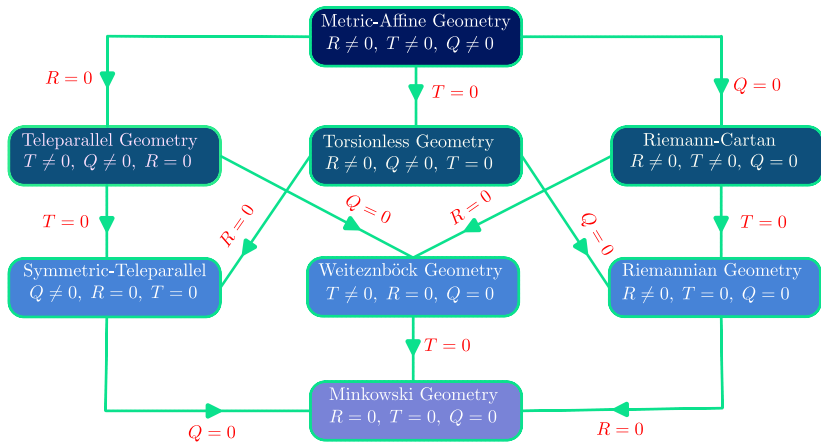 Metric-Affine Geometry
R ≠ 0, T ≠ 0, Q ≠ 0
R = 0
T = 0
Q = 0
Teleparallel Geometry
T ≠ 0, Q ≠ 0, R = 0
Torsionless Geometry
R ≠ 0, Q ≠ 0, T = 0
Riemann-Cartan
R ≠ 0, T ≠ 0, Q = 0
T = 0
R = 0
Q = 0
R = 0
Q = 0
T = 0
Symmetric-Teleparallel
Q ≠ 0, R = 0, T = 0
Weiteznböck Geometry
T ≠ 0, R = 0, Q = 0
Riemannian Geometry
R ≠ 0, T = 0, Q = 0
T = 0
Minkowski Geometry
R = 0, T = 0, Q = 0
Q = 0
R = 0